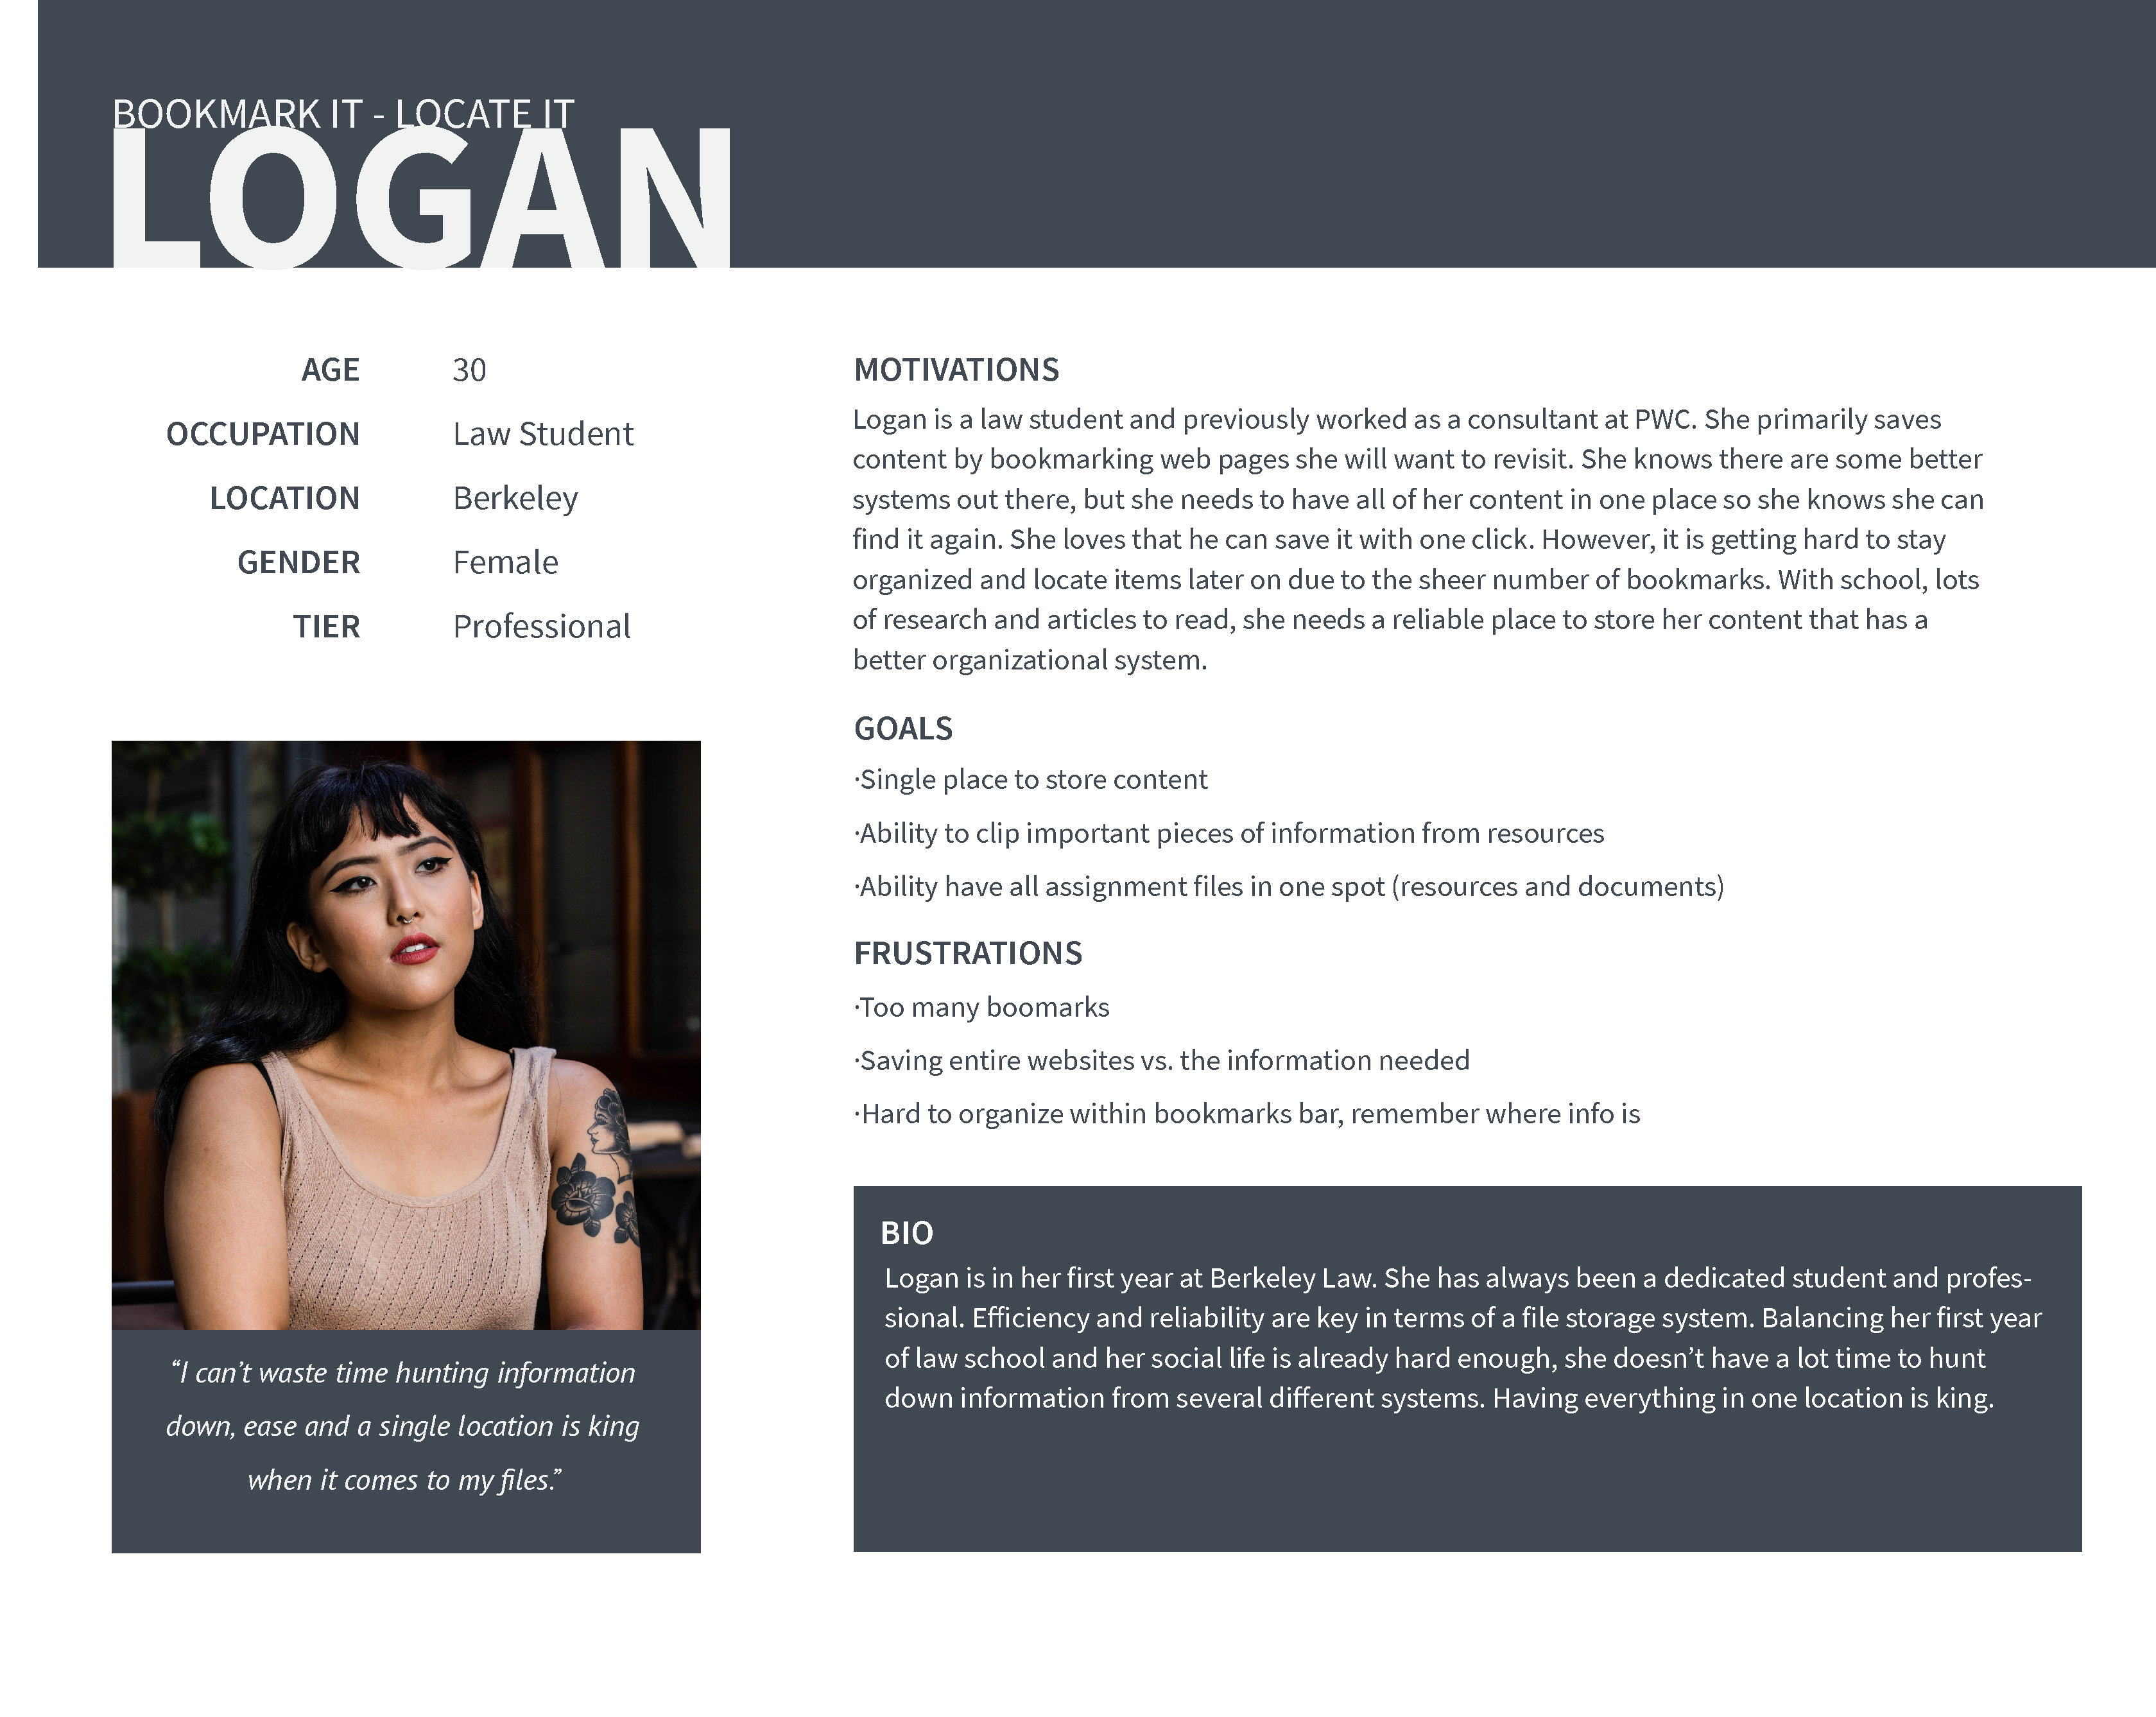 BOOKMARK IT - LOCATE IT
LOGAN
AGE 30
OCCUPATION Law Student
LOCATION Berkeley
GENDER Female
TIER Professional
“I can’t waste time hunting information
down, ease and a single location is king
when it comes to my files.”
MOTIVATIONS
Logan is a law student and previously worked as a consultant at PWC. She primarily saves
content by bookmarking web pages she will want to revisit. She knows there are some better
systems out there, but she needs to have all of her content in one place so she knows she can
find it again. She loves that he can save it with one click. However, it is getting hard to stay
organized and locate items later on due to the sheer number of bookmarks. With school, lots
of research and articles to read, she needs a reliable place to store her content that has a
better organizational system.
GOALS
·Single place to store content
·Ability to clip important pieces of information from resources
·Ability have all assignment files in one spot (resources and documents)
FRUSTRATIONS
·Too many boomarks
·Saving entire websites vs. the information needed
·Hard to organize within bookmarks bar, remember where info is
BIO
Logan is in her first year at Berkeley Law. She has always been a dedicated student and profes-
sional. Efficiency and reliability are key in terms of a file storage system. Balancing her first year
of law school and her social life is already hard enough, she doesn’t have a lot time to hunt
down information from several different systems. Having everything in one location is king.